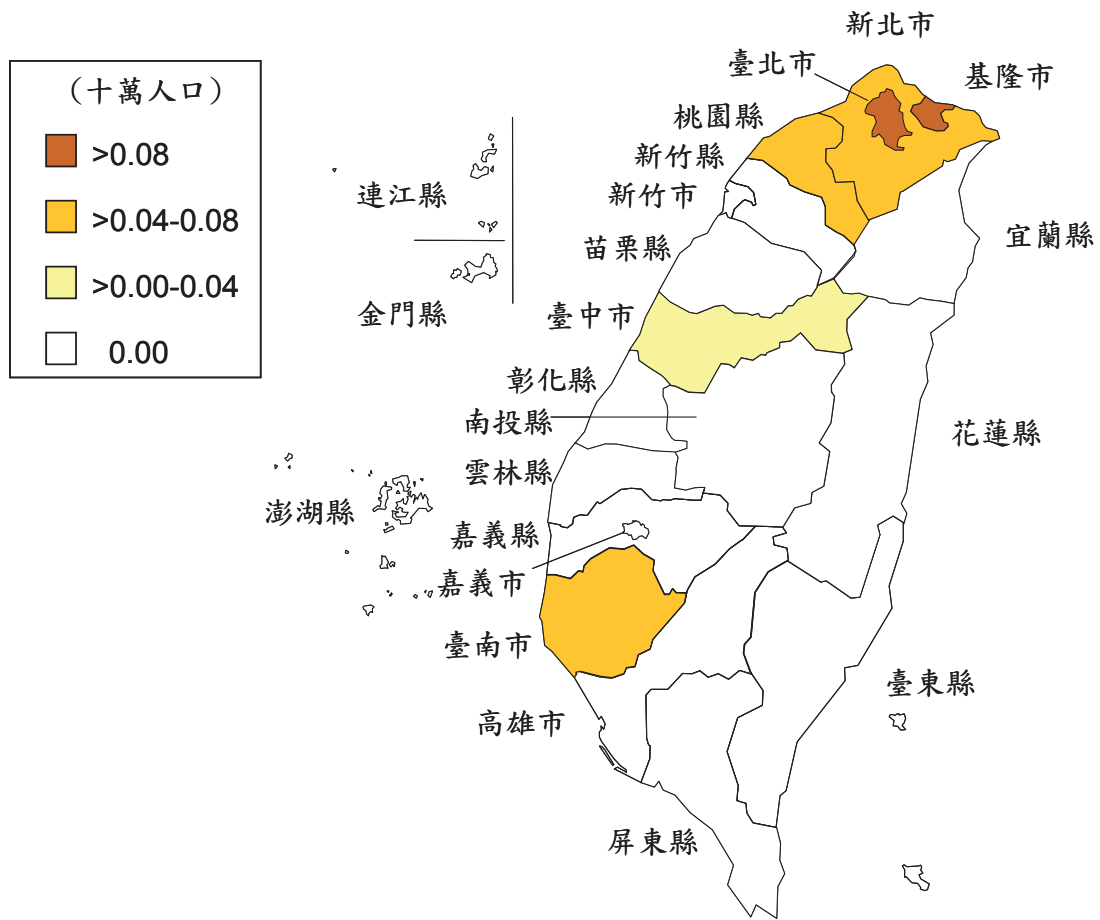 (十萬人口)
>0.08
>0.04-0.08
>0.00-0.04
0.00
新北市
臺北市
基隆市
桃園縣
新竹縣
新竹市
連江縣
苗栗縣
宜蘭縣
金門縣
臺中市
彰化縣
南投縣
花蓮縣
雲林縣
澎湖縣
嘉義縣
嘉義市
臺南市
臺東縣
高雄市
屏東縣